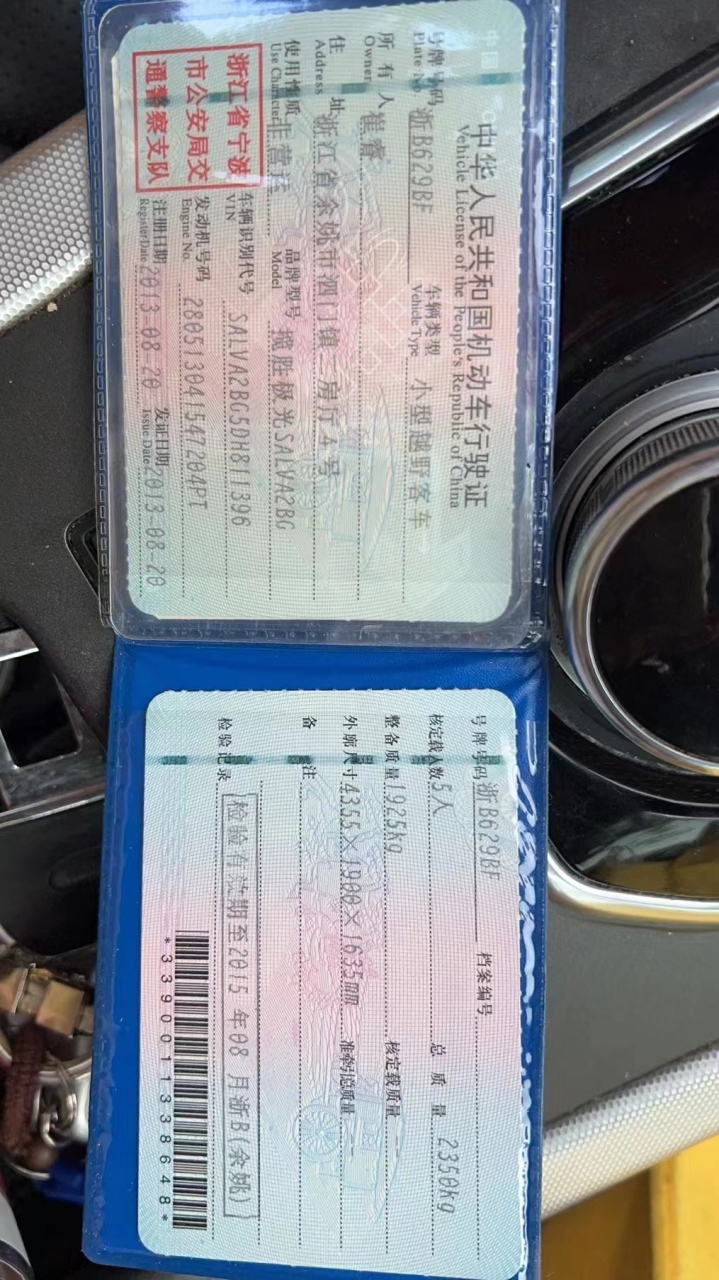 中华人民共和国机动车行驶证
Vehicle License of the People's Republic of China
号牌号码 浙B629BF 车辆类型 小型越野客车
Plate No. Vehicle Type
所有人 崔睿
Owner
住址 浙江省余姚市泗门镇二房厅4号
Address
使用性质 非营运 品牌型号 揽胜极光SALVA2BG
Use Character Model
浙江省宁波
市公安局交
通警察支队
车辆识别代号 SALVA2BG5DH811396
VIN
发动机号码 280513041547204PT
Engine No.
注册日期 2013-08-20 发证日期 2013-08-20
Register Date Issue Date
号牌号码 浙B629BF 档案编号
核定载人数 5人 总质量 2350kg
整备质量 1925kg 核定载质量
外廓尺寸 4355×1900×1635mm 准牵引总质量
备注
检验记录 检验有效期至2015年08月浙B(余姚)
*3390011338648*